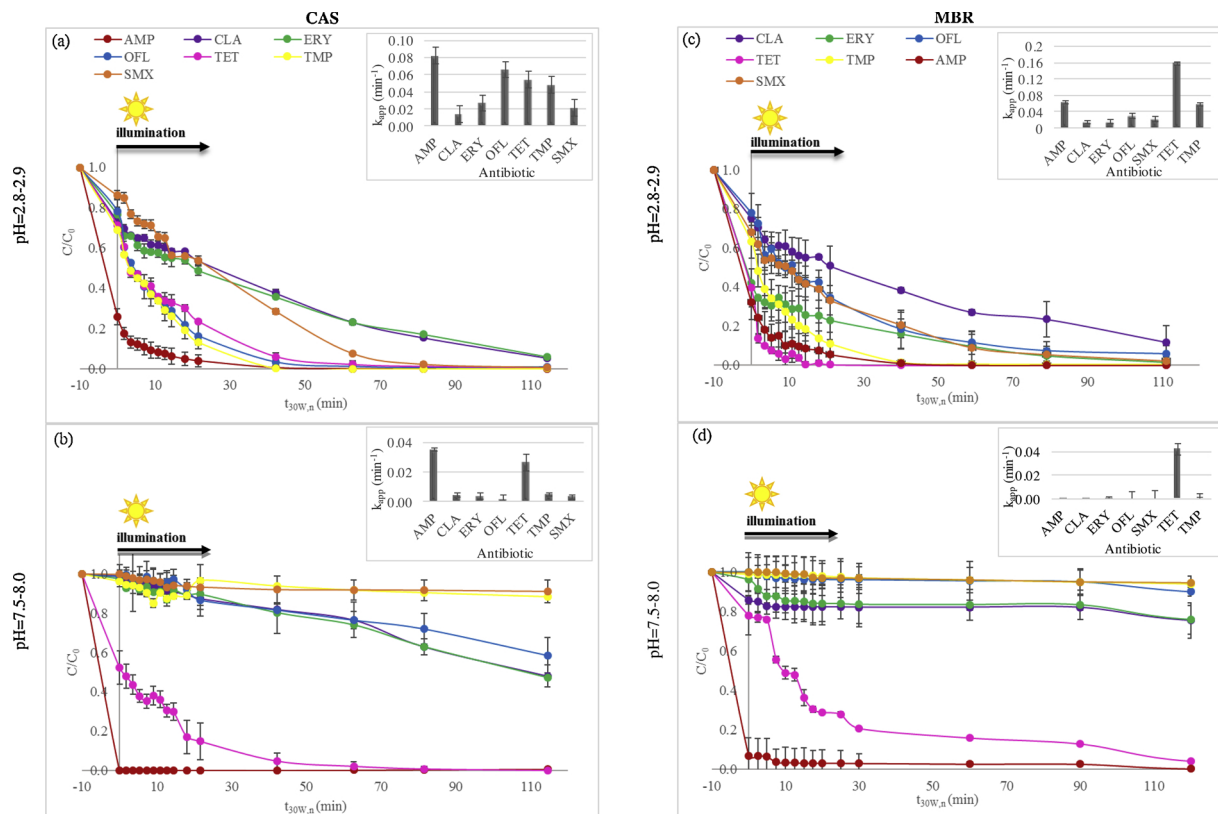 CAS
MBR
(a)
AMP CLA ERY
OFL TET TMP
SMX
illumination
kapp (min-1)
0.10
0.08
0.06
0.04
0.02
0.00
AMP CLA ERY OFL TET TMP SMX
Antibiotic
pH=2.8-2.9
C/C0
1.0
0.8
0.6
0.4
0.2
0.0
-10 10 30 50 70 90 110
t30W,n (min)
(c)
CLA ERY OFL
TET TMP AMP
SMX
illumination
kapp (min-1)
0.2
0.16
0.12
0.08
0.04
0
AMP CLA ERY OFL SMX TET TMP
Antibiotic
pH=2.8-2.9
C/C0
1.0
0.8
0.6
0.4
0.2
0.0
-10 10 30 50 70 90 110
t30W,n (min)
(b)
illumination
kapp (min-1)
0.04
0.02
0.00
AMP CLA ERY OFL TET TMP SMX
Antibiotic
pH=7.5-8.0
C/C0
1.0
0.8
0.6
0.4
0.2
0.0
-10 10 30 50 70 90 110
t30W,n (min)
(d)
illumination
kapp (min-1)
0.04
0.02
0.00
AMP CLA ERY OFL SMX TET TMP
Antibiotic
pH=7.5-8.0
C/C0
1.0
0.8
0.6
0.4
0.2
0.0
-10 10 30 50 70 90 110
t30W,n (min)